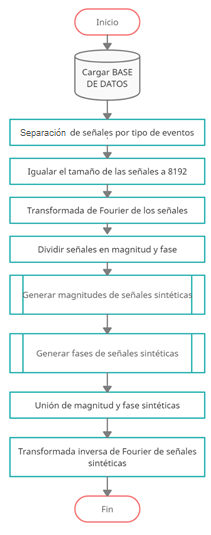 Inicio
Cargar BASE
DE DATOS
Separación de señales por tipo de eventos
Igualar el tamaño de las señales a 8192
Transformada de Fourier de los señales
Dividir señales en magnitud y fase
Generar magnitudes de señales sintéticas
Generar fases de señales sintéticas
Unión de magnitud y fase sintéticas
Transformada inversa de Fourier de señales
sintéticas
Fin